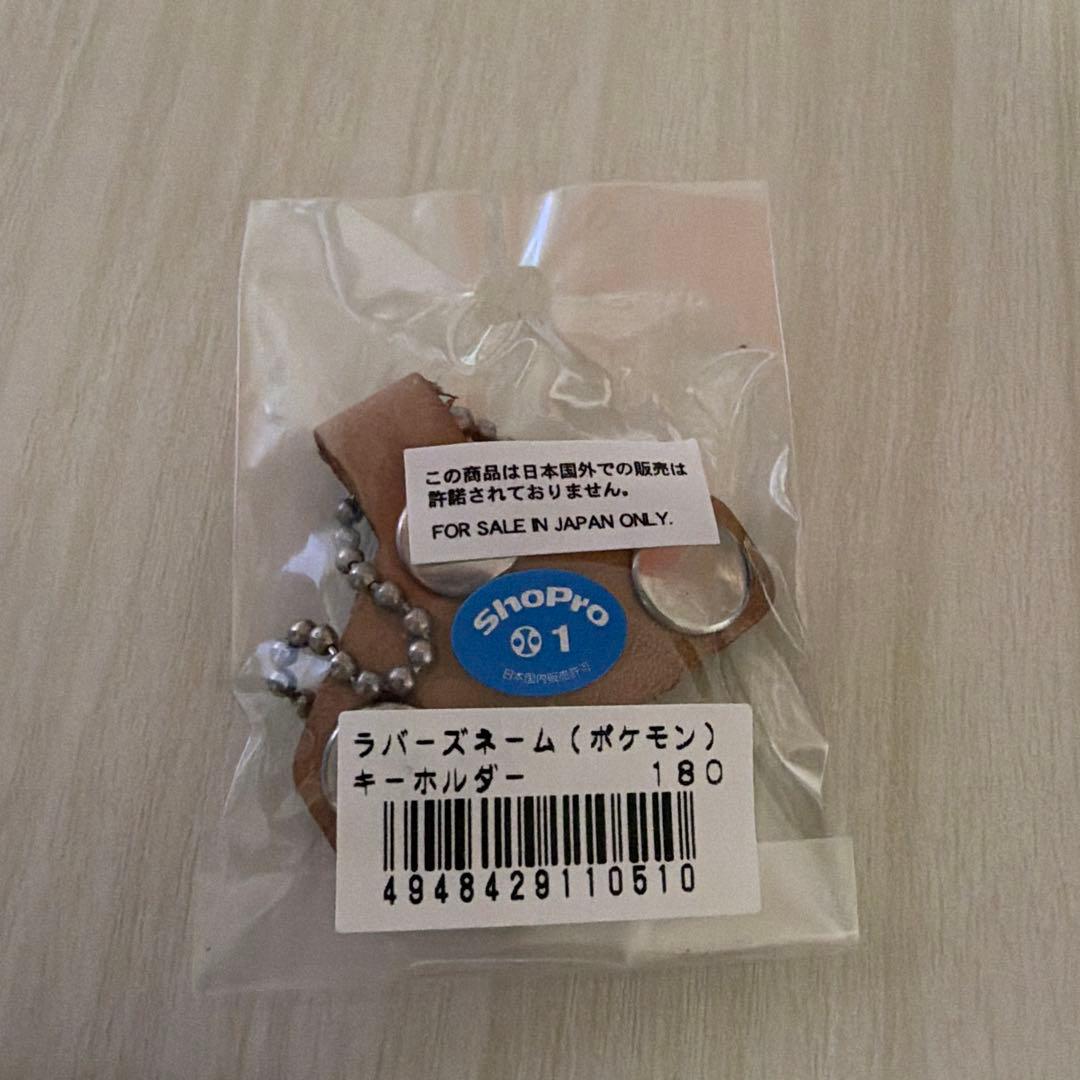 この商品は日本国外での販売は
許諾されておりません。
FOR SALE IN JAPAN ONLY.
ShoPro
1
日本国内販売許諾
ラバーズネーム(ポケモン)
キーホルダー 180
4948429110510